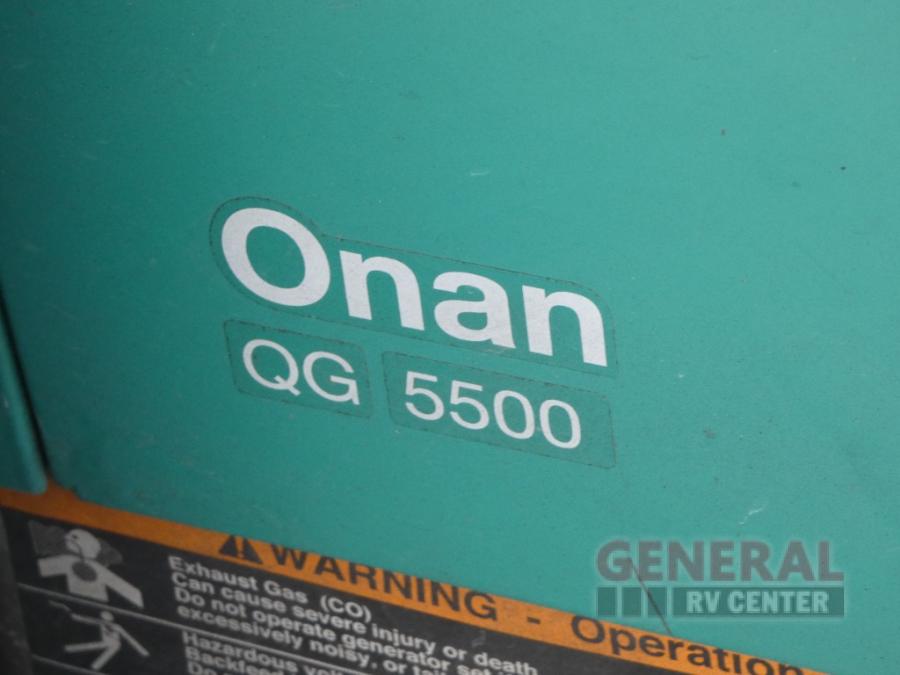 Onan
QG 5500
WARNING - Operation
Exhaust Gas (CO)
Can cause severe injury or death
Do not operate generator set
excessively noisy, or
Hazardous
GENERAL
RV CENTER